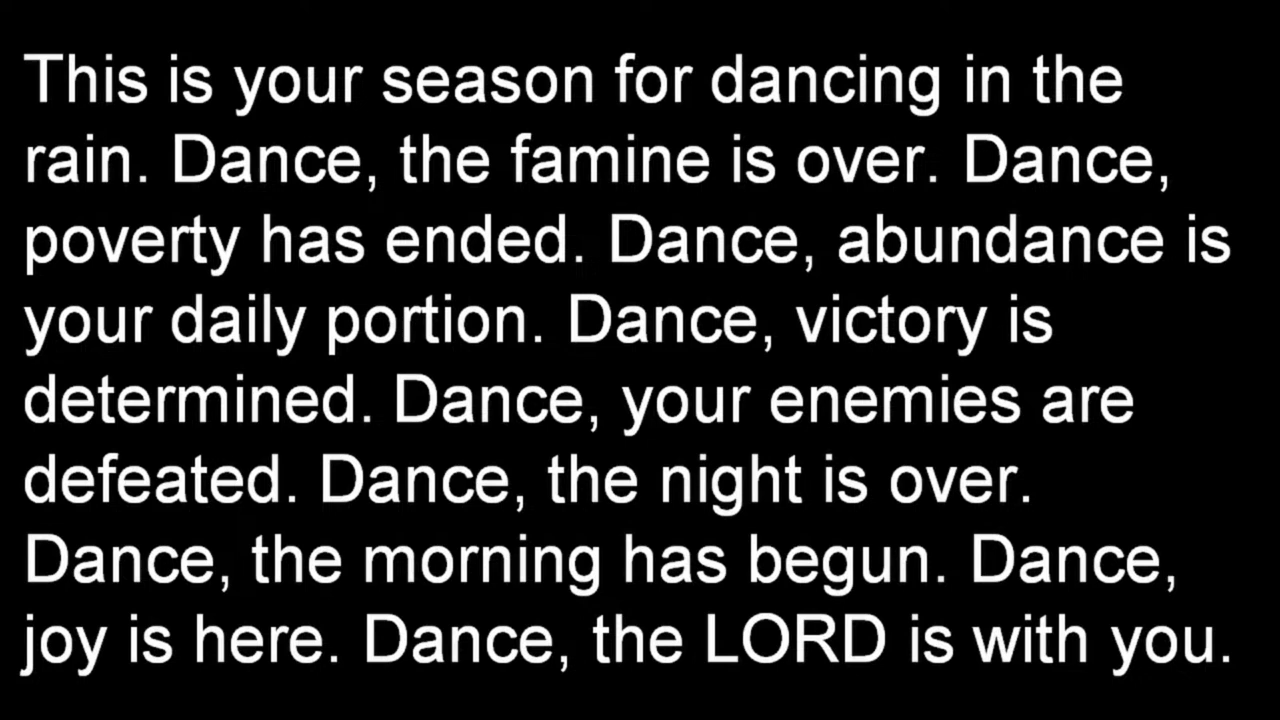 This is your season for dancing in the
rain. Dance, the famine is over. Dance,
poverty has ended. Dance, abundance is
your daily portion. Dance, victory is
determined. Dance, your enemies are
defeated. Dance, the night is over.
Dance, the morning has begun. Dance,
joy is here. Dance, the LORD is with you.